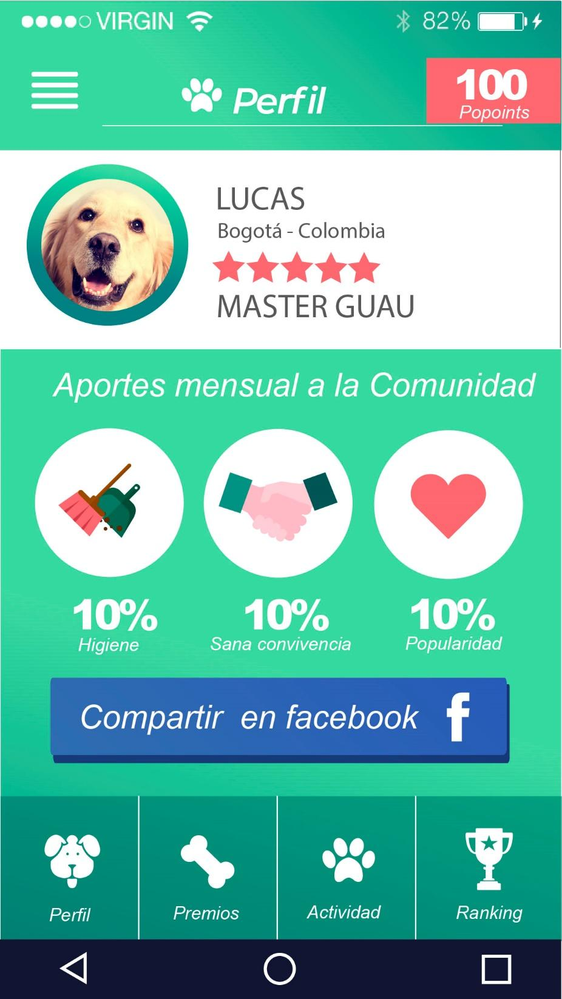 VIRGIN 82%
Perfil
100
Popoints
LUCAS
Bogotá - Colombia
MASTER GUAU
Aportes mensual a la Comunidad
10% 10% 10%
Higiene Sana convivencia Popularidad
Compartir en facebook f
Perfil Premios Actividad Ranking